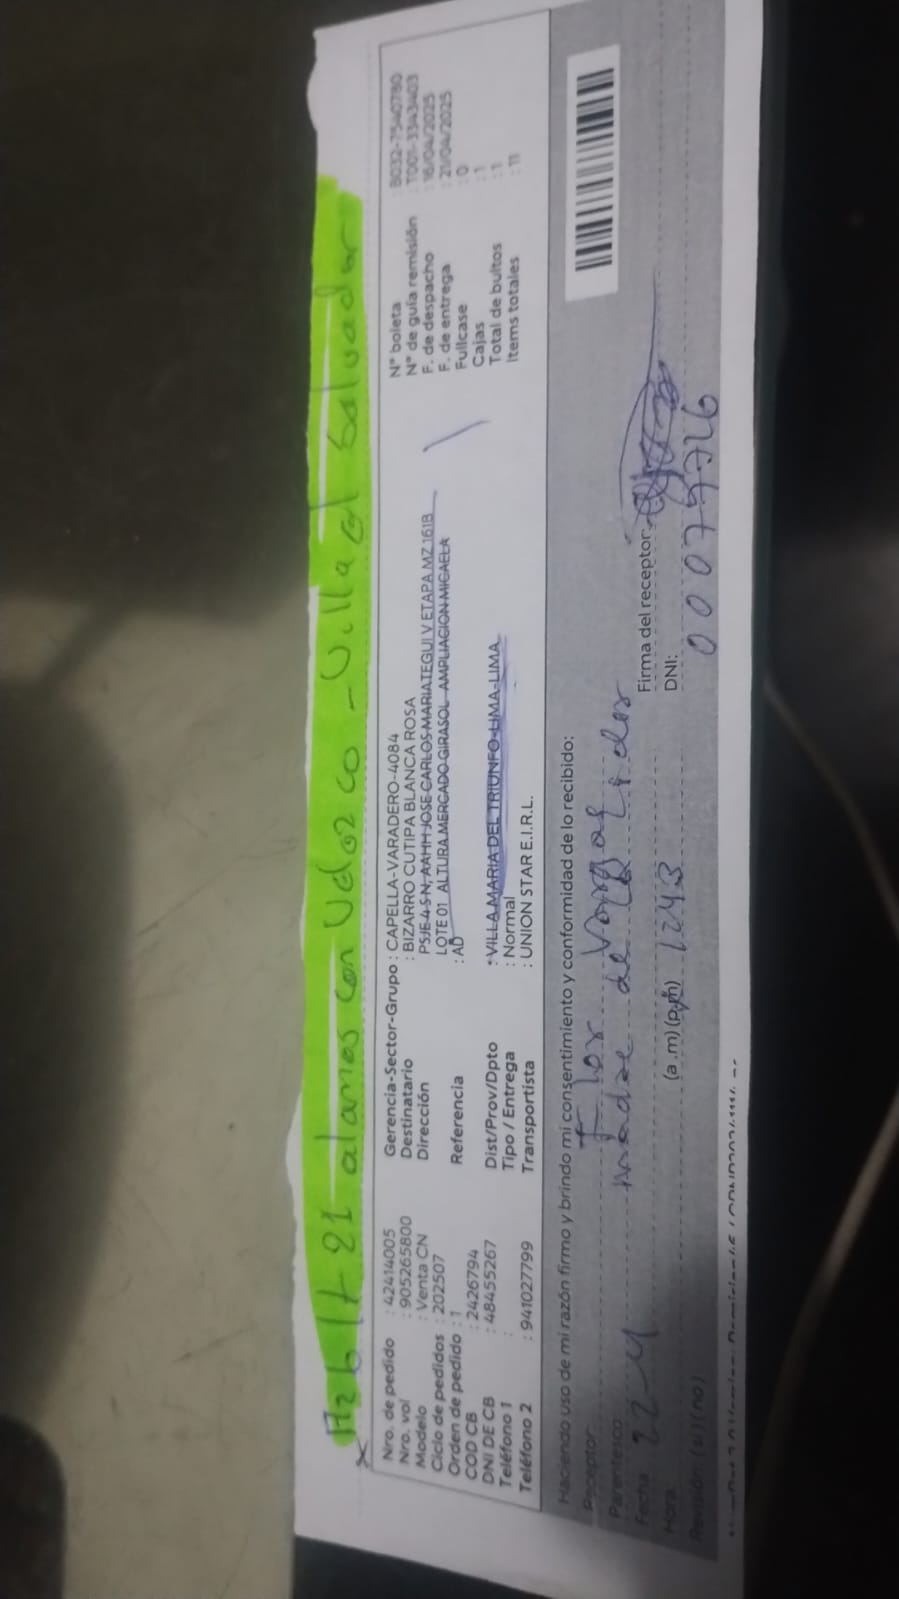 x Mz b lt 21 alamos con Udo2 co - Villa el Salvador
Nro. de pedido : 42414005
Nro. vol : 905265800
Modelo : Venta CN
Ciclo de pedidos : 202507
Orden de pedido : 1
COD CB : 2426794
DNI DE CB : 48455267
Teléfono 1 :
Teléfono 2 : 941027799
Gerencia-Sector-Grupo : CAPELLA-VARADERO-4084
Destinatario : BIZARRO CUTIPA BLANCA ROSA
Dirección PSJE 4 S N, AAHH JOSE CARLOS MARIATEGUI V ETAPA MZ 161B
LOTE 01 ALTURA MERCADO GIRASOL AMPLIACION MICAELA
Referencia : AD
Dist/Prov/Dpto : VILLA MARIA DEL TRIUNFO-LIMA-LIMA
Tipo / Entrega : Normal
Transportista : UNION STAR E.I.R.L.
N° boleta : B032-7540780
N° de guía remisión : T001-3343403
F. de despacho : 16/04/2025
F. de entrega : 21/04/2025
Fullcase : 0
Cajas : 1
Total de bultos : 1
Items totales : 11
Haciendo uso de mi razón firmo y brindo mi consentimiento y conformidad de lo recibido:
Receptor: Flor de
Parentesco: madre de
Fecha: 22-4
Hora: (a.m)(p.m) 1243
Revisión: (si) (no)
Firma del receptor:
DNI: